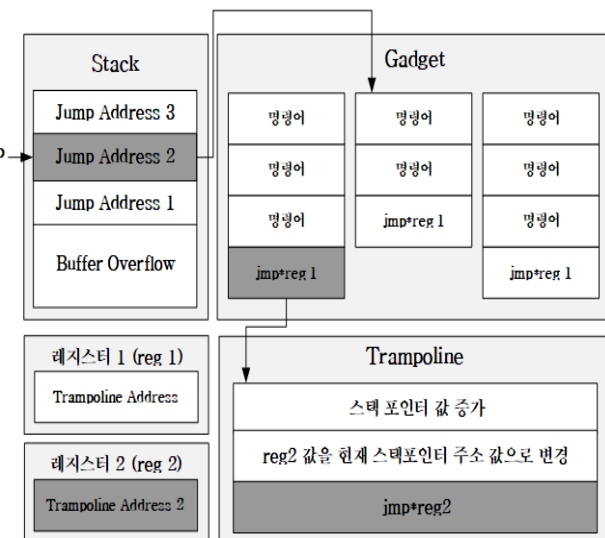 Stack
Jump Address 3
Jump Address 2
Jump Address 1
Buffer Overflow
Gadget
명령어
명령어
명령어
jmp*reg 1
명령어
명령어
jmp*reg 1
명령어
명령어
명령어
jmp*reg 1
레지스터 1 (reg 1)
Trampoline Address
레지스터 2 (reg 2)
Trampoline Address 2
Trampoline
스택 포인터 값 증가
reg2 값을 현재 스택포인터 주소 값으로 변경
jmp*reg2